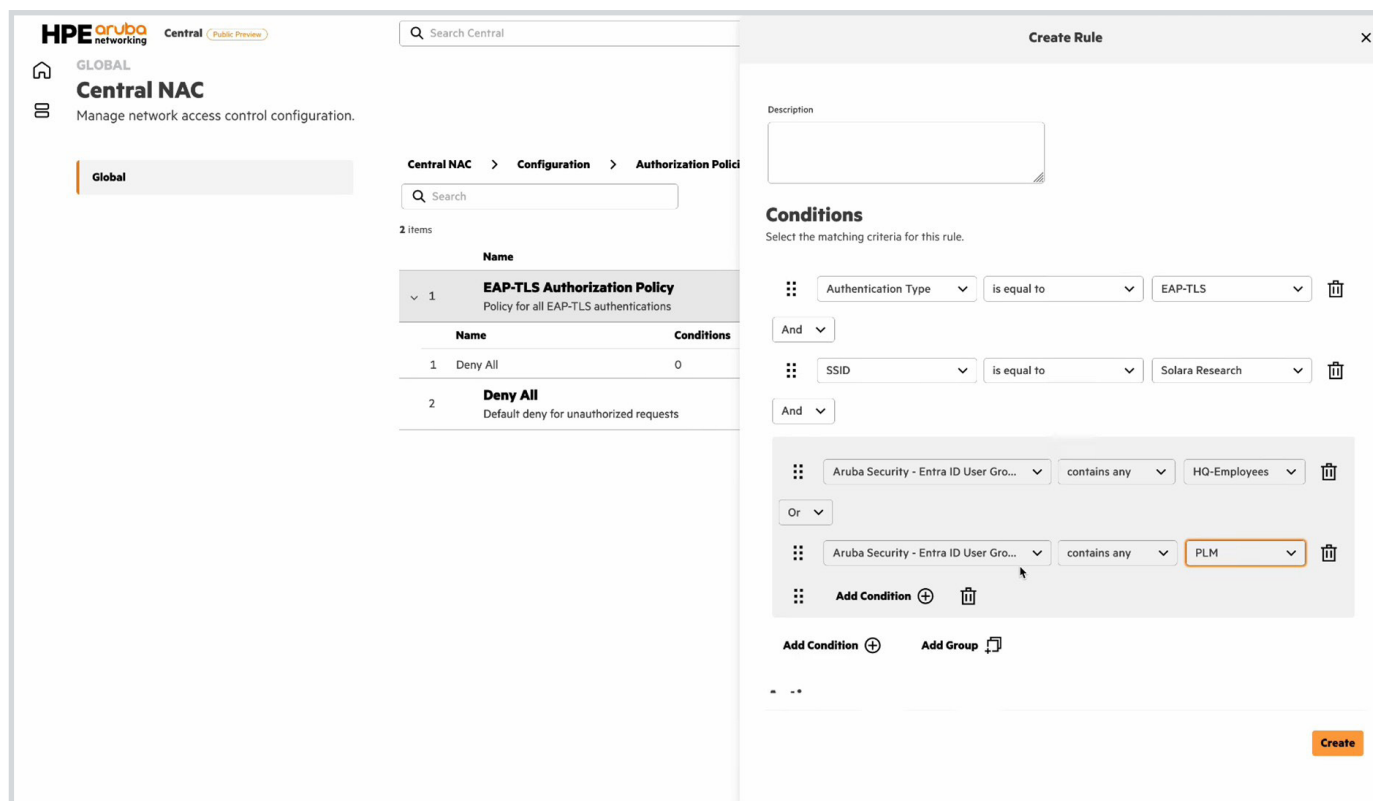 HPE aruba networking Central Public Preview
Search Central
GLOBAL
Central NAC
Manage network access control configuration.
Global
Central NAC > Configuration > Authorization Polici
Search
2 items
Name
1 EAP-TLS Authorization Policy
Policy for all EAP-TLS authentications
Name Conditions
1 Deny All 0
2 Deny All
Default deny for unauthorized requests
Create Rule
Description
Conditions
Select the matching criteria for this rule.
Authentication Type is equal to EAP-TLS
And
SSID is equal to Solara Research
And
Aruba Security - Entra ID User Gro... contains any HQ-Employees
Or
Aruba Security - Entra ID User Gro... contains any PLM
Add Condition
Add Condition Add Group
Create